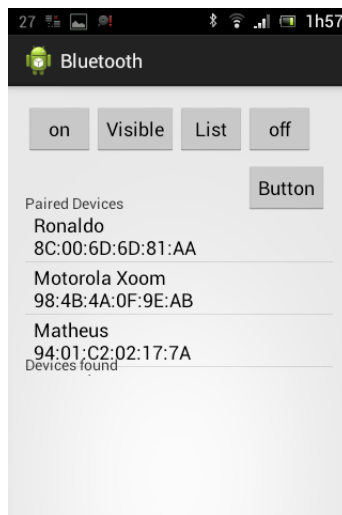 27 1h57
Bluetooth
on Visible List off
Button
Paired Devices
Ronaldo
8C:00:6D:6D:81:AA
Motorola Xoom
98:4B:4A:0F:9E:AB
Matheus
94:01:C2:02:17:7A
Devices found